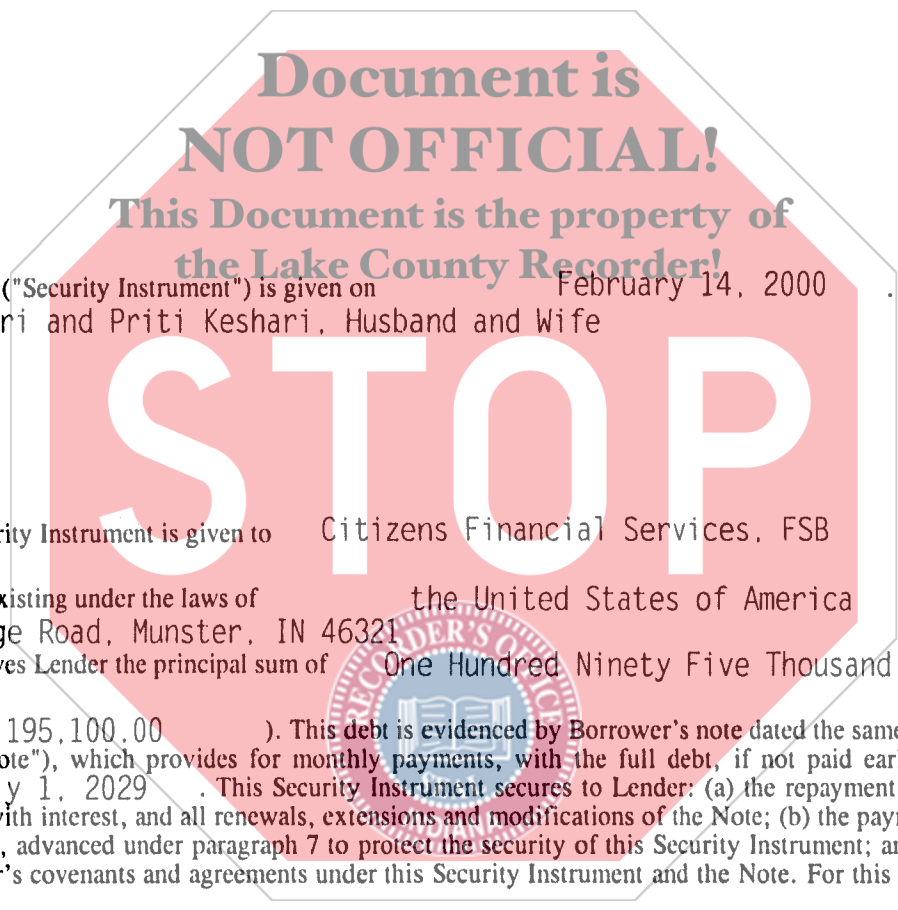 Document is
NOT OFFICIAL!
This Document is the property of
the Lake County Recorder!
("Security Instrument") is given on February 14, 2000 .
ri and Priti Keshari, Husband and Wife
STOP
rity Instrument is given to Citizens Financial Services, FSB
xisting under the laws of the United States of America
ge Road, Munster, IN 46321
ves Lender the principal sum of One Hundred Ninety Five Thousand
RECORDER'S OFFICE
195,100.00 ). This debt is evidenced by Borrower's note dated the same
ote"), which provides for monthly payments, with the full debt, if not paid ear
y 1, 2029 . This Security Instrument secures to Lender: (a) the repayment
SEAL
with interest, and all renewals, extensions and modifications of the Note; (b) the payr
INDIANA
, advanced under paragraph 7 to protect the security of this Security Instrument; an
r's covenants and agreements under this Security Instrument and the Note. For this